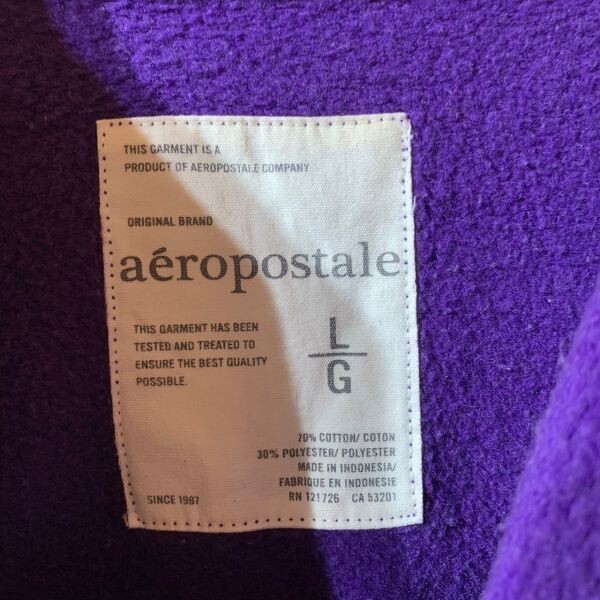 THIS GARMENT IS A
PRODUCT OF AEROPOSTALE COMPANY
ORIGINAL BRAND
aéropostale
THIS GARMENT HAS BEEN
TESTED AND TREATED TO
ENSURE THE BEST QUALITY
POSSIBLE.
L
G
70% COTTON/ COTON
30% POLYESTER/ POLYESTER
MADE IN INDONESIA/
FABRIQUE EN INDONESIE
RN 121726 CA 53201
SINCE 1987